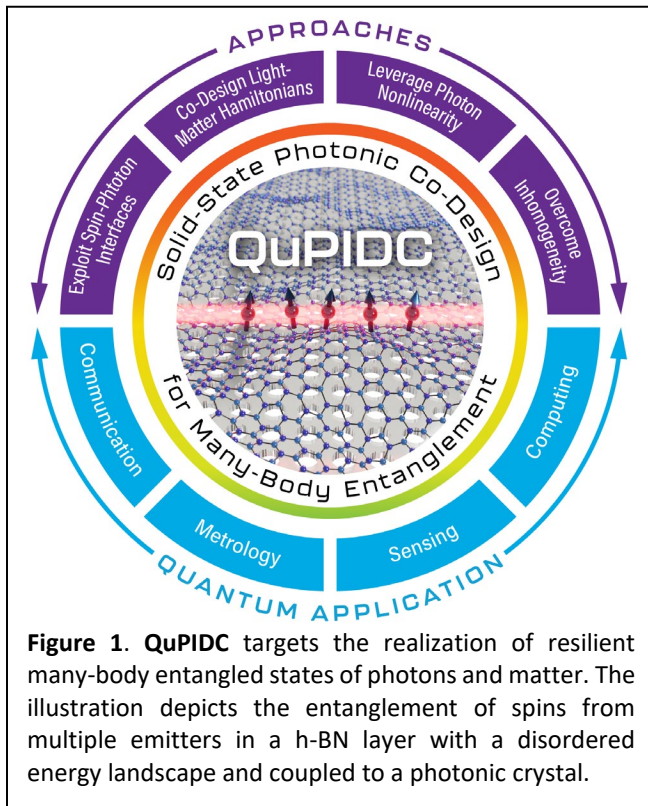 APPROACHES
Exploit Spin-Phtoton
Interfaces
Co-Design Light-
Matter Hamiltonians
Leverage Photon
Nonlinearity
Overcome
Inhomogeneity
Solid-State Photonic Co-Design
QuPIDC
for Many-Body Entanglement
Communication
Metrology
Sensing
Computing
QUANTUM APPLICATION
Figure 1. QuPIDC targets the realization of resilient
many-body entangled states of photons and matter. The
illustration depicts the entanglement of spins from
multiple emitters in a h-BN layer with a disordered
energy landscape and coupled to a photonic crystal.